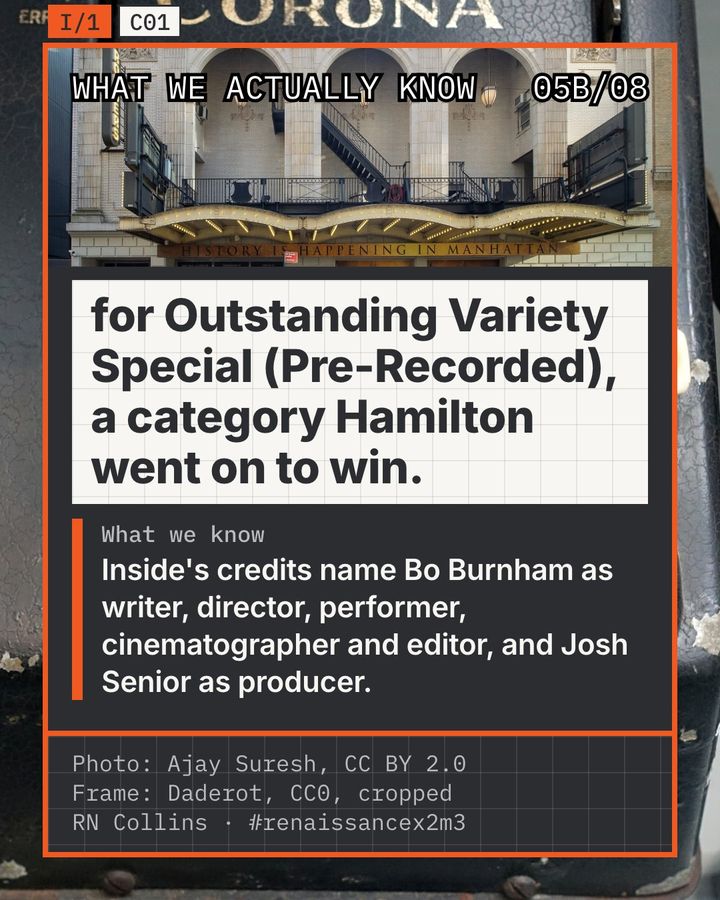 CORONA
I/1 C01
WHAT WE ACTUALLY KNOW 05B/08
HISTORY IS HAPPENING IN MANHATTAN
for Outstanding Variety
Special (Pre-Recorded),
a category Hamilton
went on to win.
What we know
Inside's credits name Bo Burnham as
writer, director, performer,
cinematographer and editor, and Josh
Senior as producer.
Photo: Ajay Suresh, CC BY 2.0
Frame: Daderot, CC0, cropped
RN Collins · #renaissancex2m3